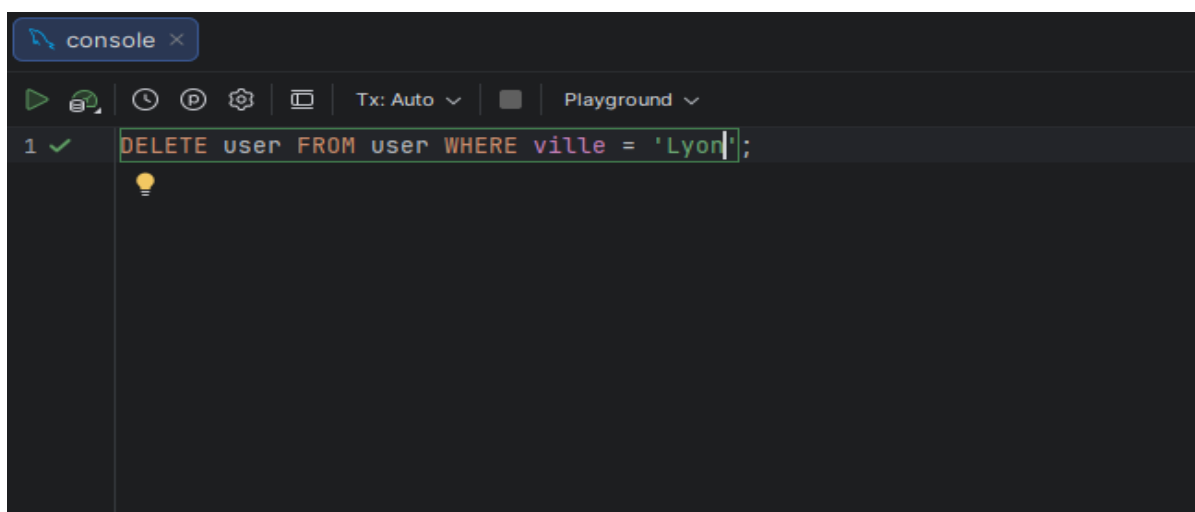 console
Tx: Auto Playground
1 DELETE user FROM user WHERE ville = 'Lyon';